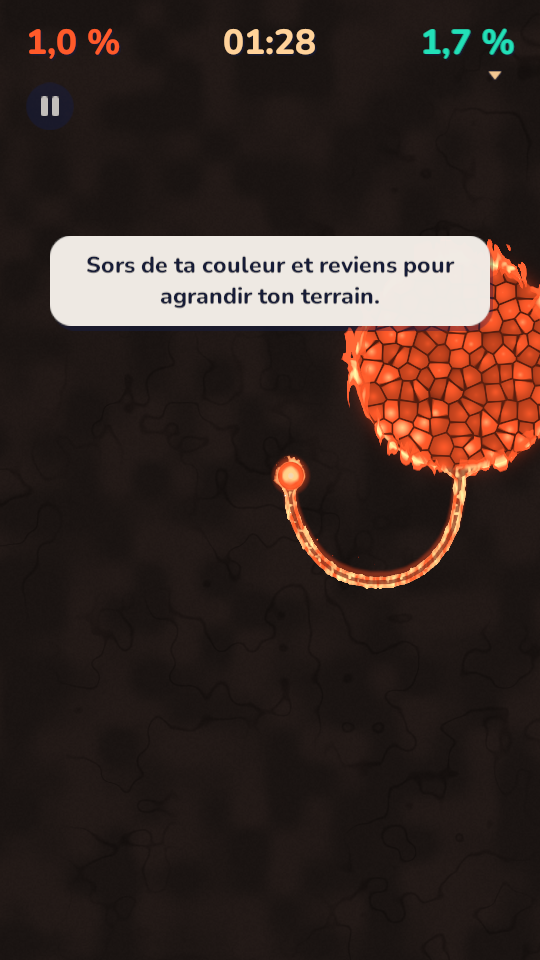 1,0 % 01:28 1,7 %
Sors de ta couleur et reviens pour
agrandir ton terrain.